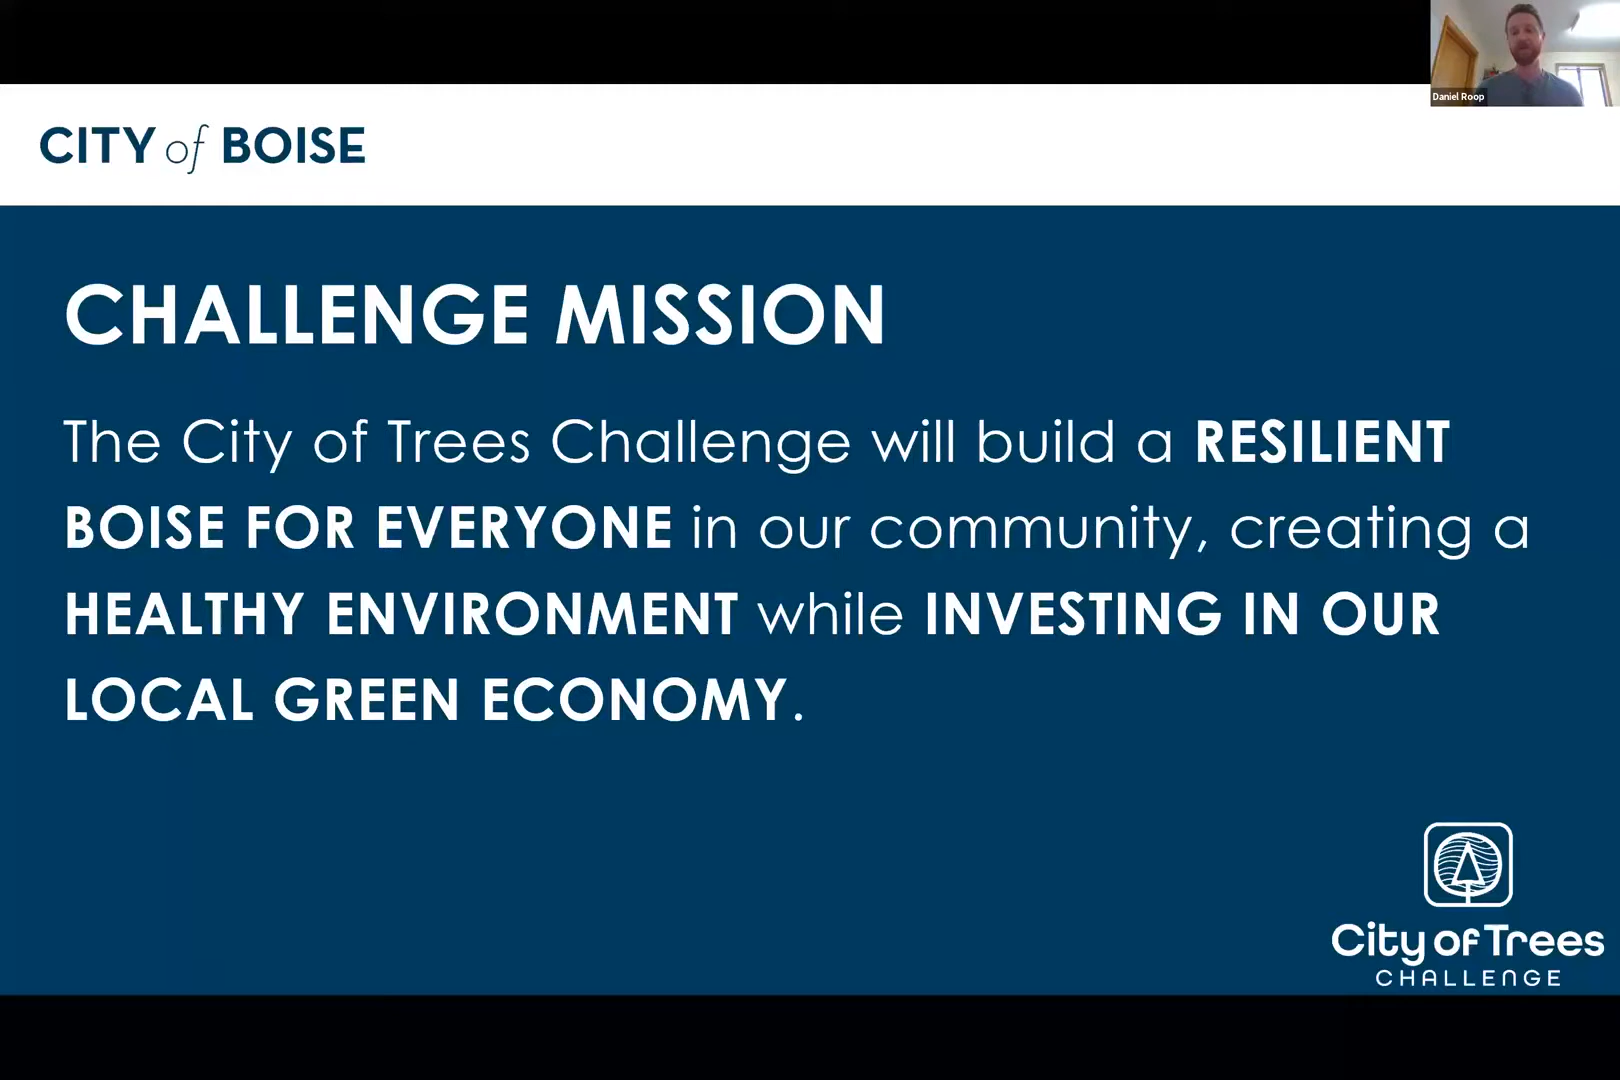 Daniel Roop
CITY of BOISE
CHALLENGE MISSION
The City of Trees Challenge will build a RESILIENT
BOISE FOR EVERYONE in our community, creating a
HEALTHY ENVIRONMENT while INVESTING IN OUR
LOCAL GREEN ECONOMY.
City of Trees
CHALLENGE